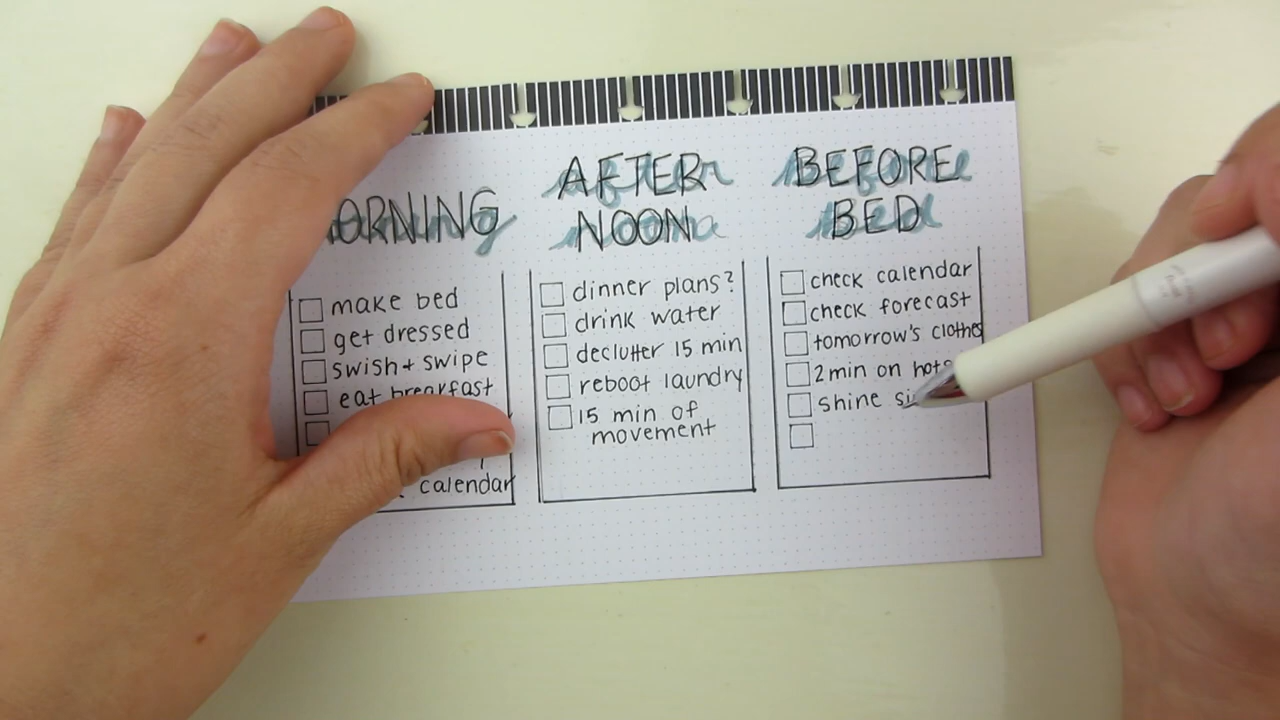 ORNING
AFTER
NOON
BEFORE
BED
make bed
get dressed
swish + swipe
eat breakfast
calendar
dinner plans?
drink water
declutter 15 min
reboot laundry
15 min of
movement
check calendar
check forecast
tomorrow's clothes
2 min on
shine